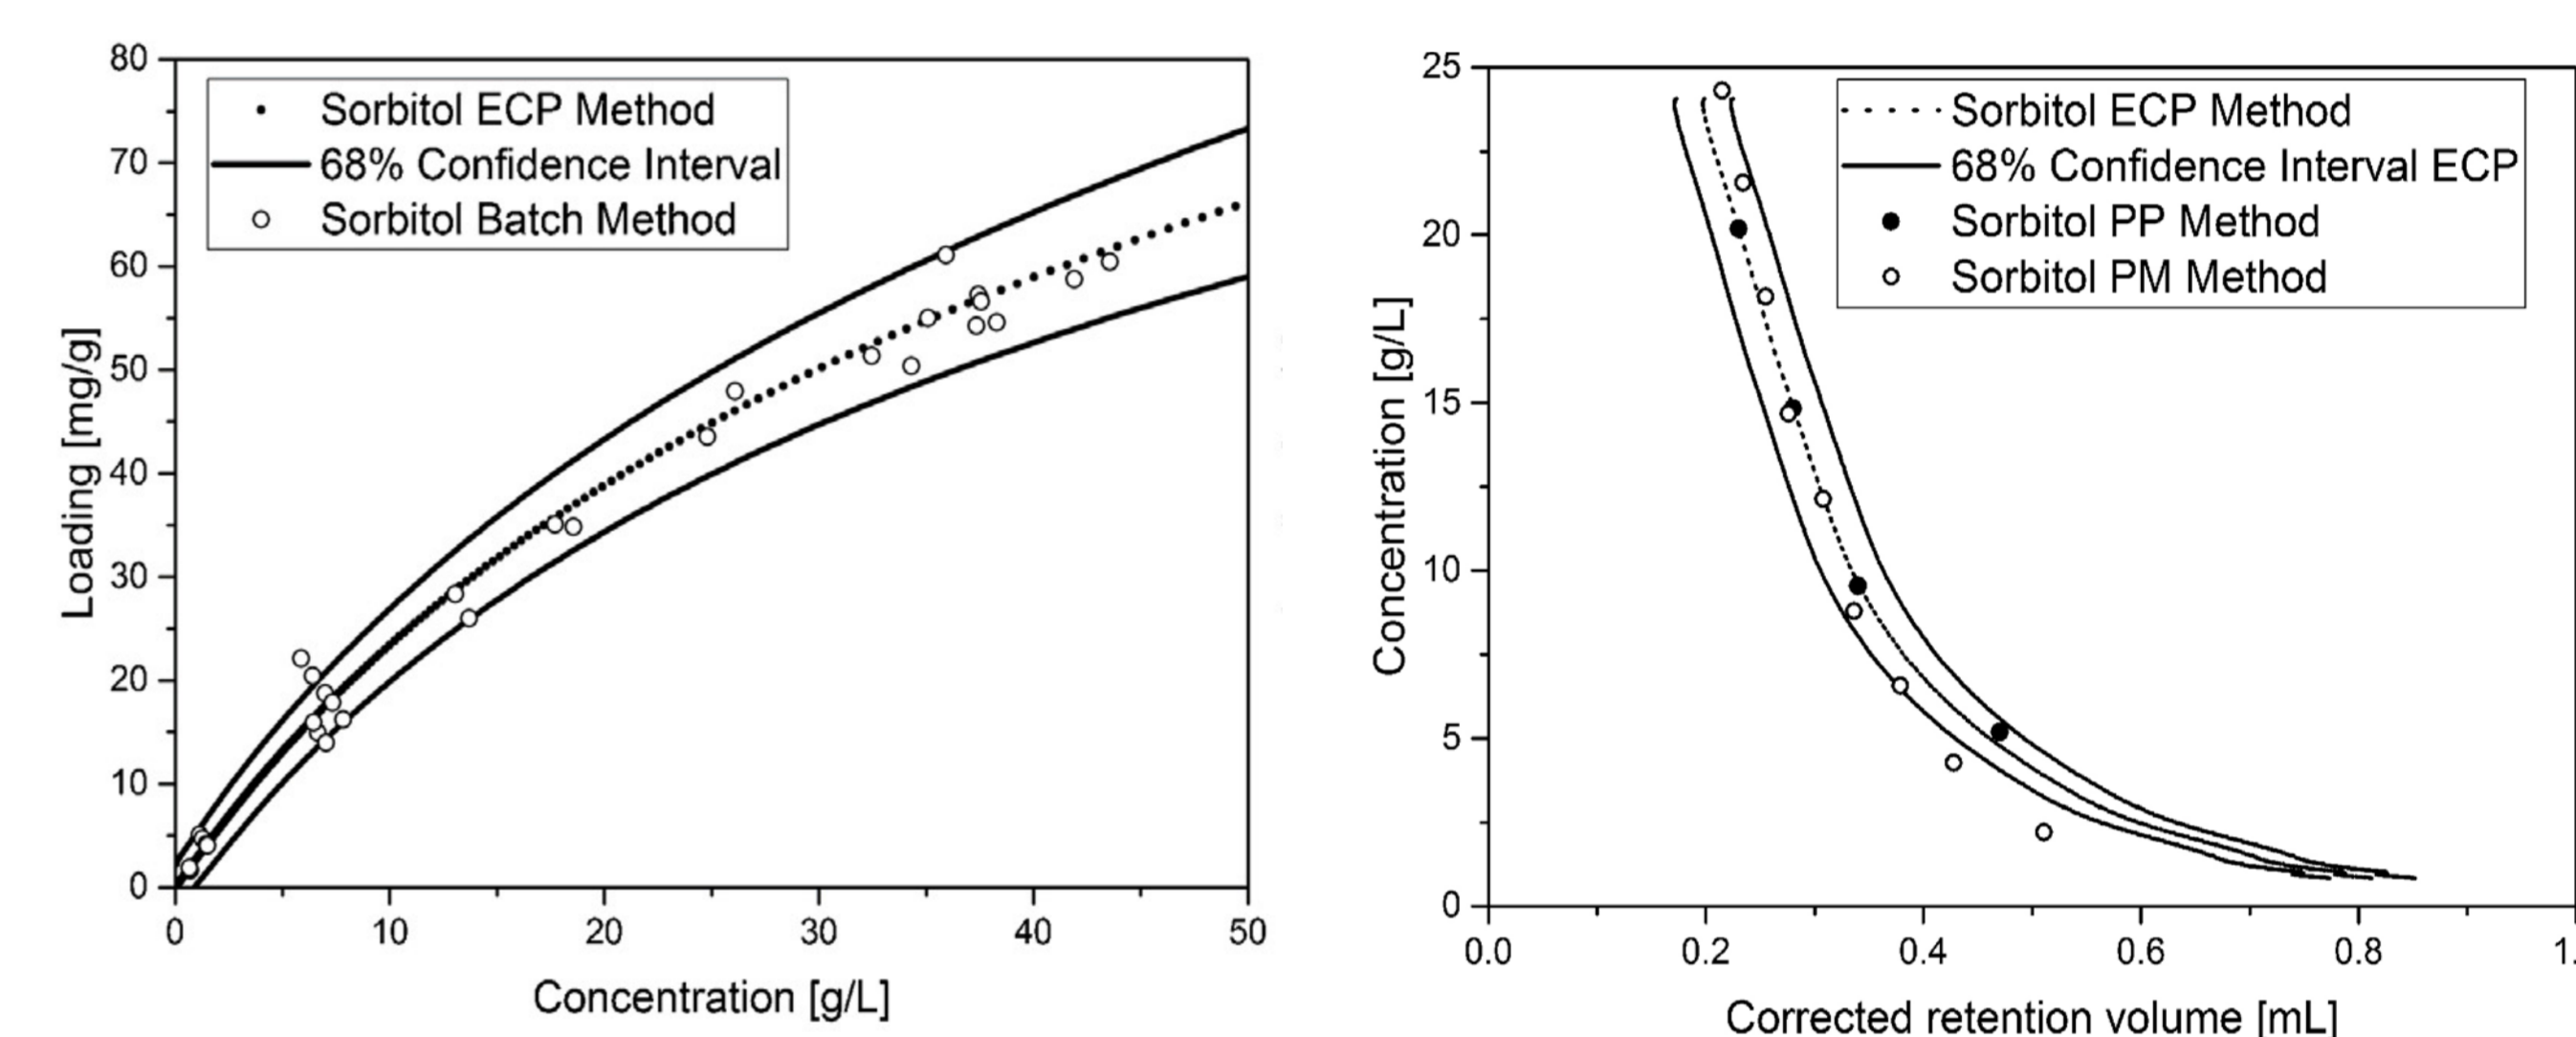 80
70
60
50
40
30
20
10
0
Loading [mg/g]
Sorbitol ECP Method
68% Confidence Interval
Sorbitol Batch Method
0 10 20 30 40 50
Concentration [g/L]
25
20
15
10
5
0
Concentration [g/L]
Sorbitol ECP Method
68% Confidence Interval ECP
Sorbitol PP Method
Sorbitol PM Method
0.0 0.2 0.4 0.6 0.8 1.
Corrected retention volume [mL]